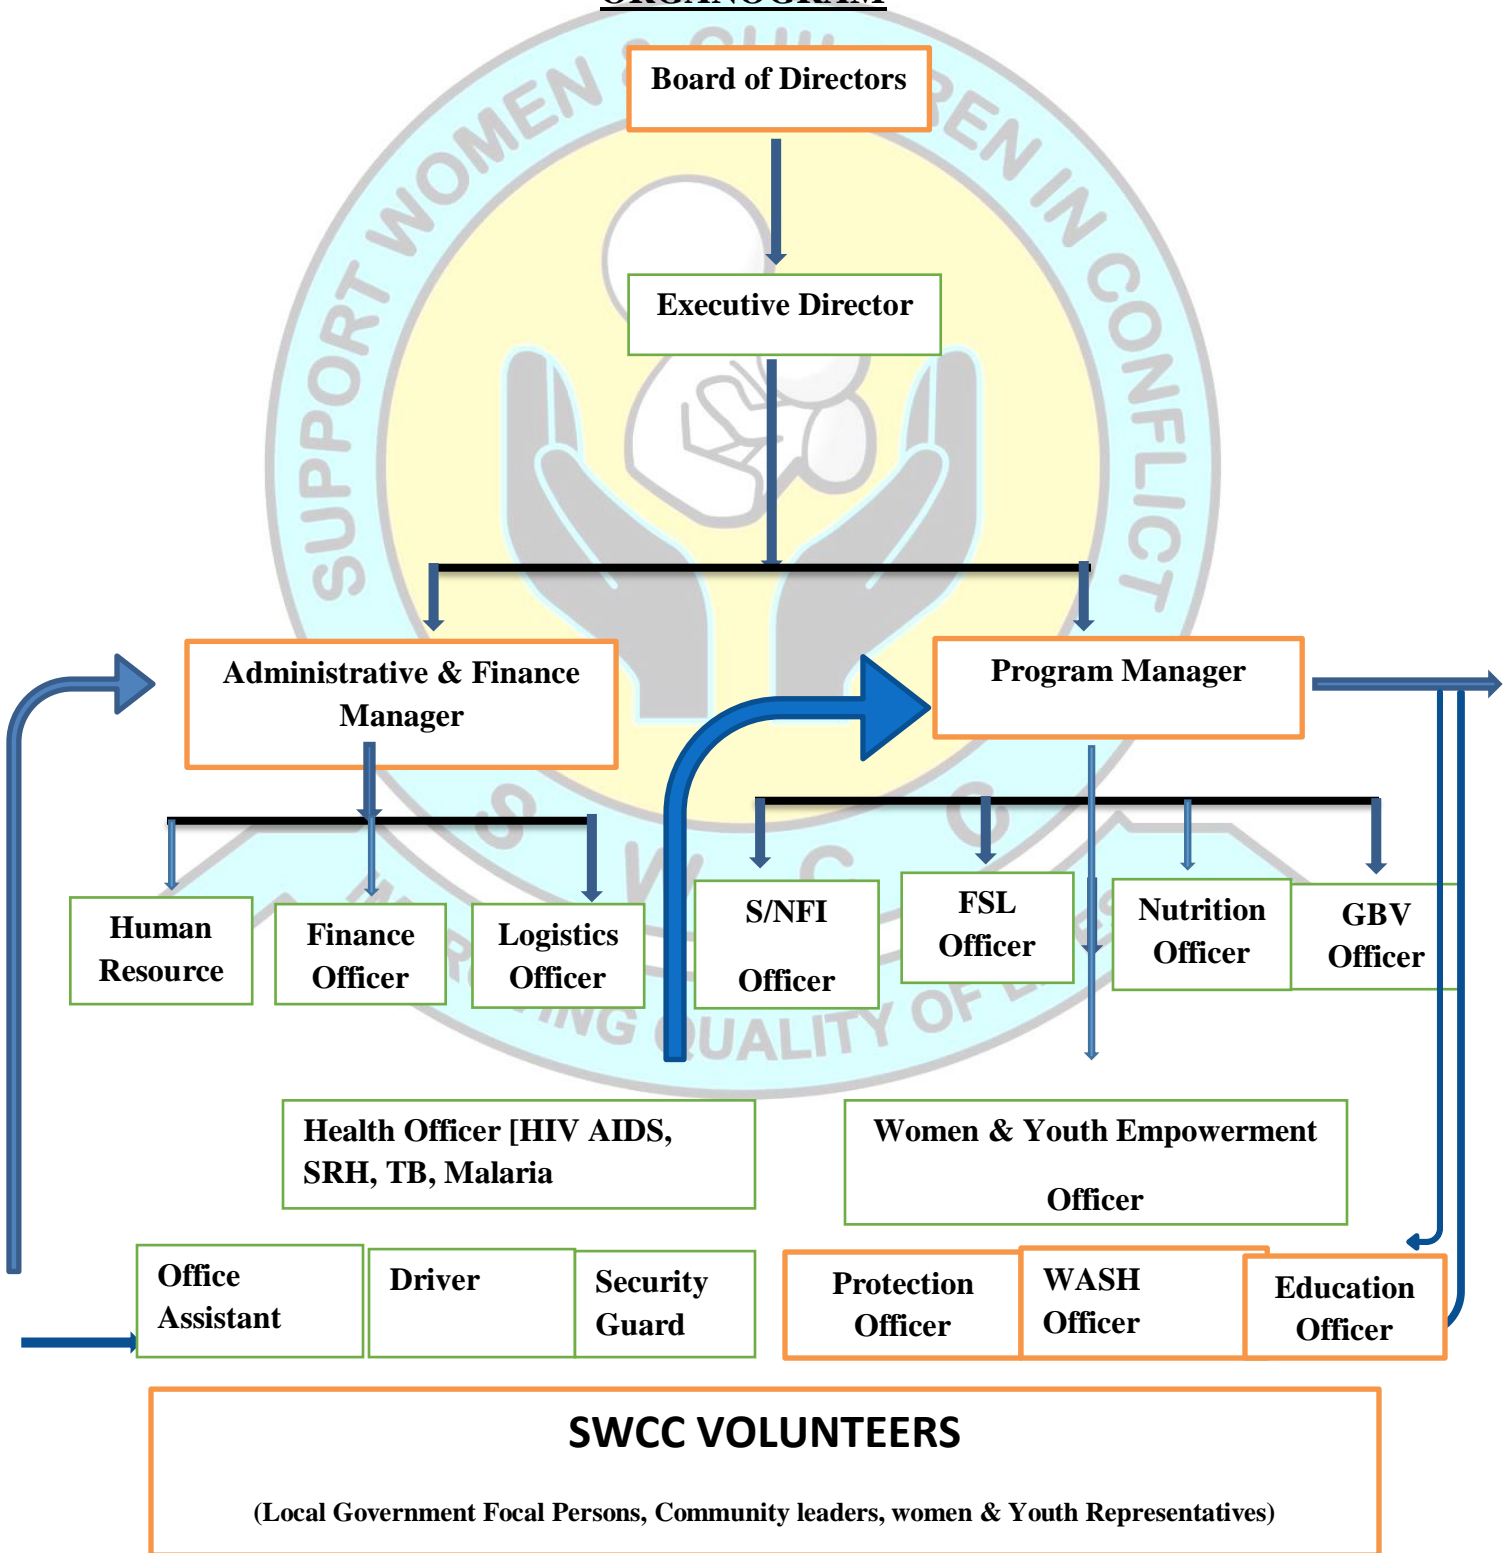 ORGANOGRAM
Board of Directors
Executive Director
Administrative & Finance
Manager
Program Manager
Human
Resource
Finance
Officer
Logistics
Officer
S/NFI
Officer
FSL
Officer
Nutrition
Officer
GBV
Officer
Health Officer [HIV AIDS,
SRH, TB, Malaria
Women & Youth Empowerment
Officer
Office
Assistant
Driver
Security
Guard
Protection
Officer
WASH
Officer
Education
Officer
SWCC VOLUNTEERS
(Local Government Focal Persons, Community leaders, women & Youth Representatives)
SUPPORT WOMEN & IN CONFLICT
S W C C
QUALITY OF